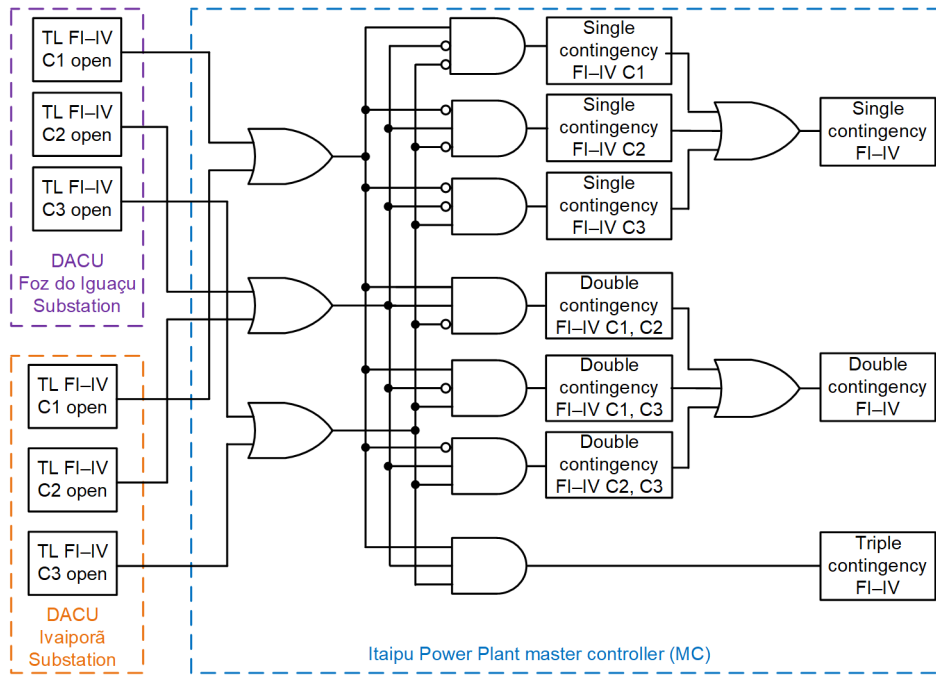 TL FI–IV
C1 open
TL FI–IV
C2 open
TL FI–IV
C3 open
DACU
Foz do Iguaçu
Substation
TL FI–IV
C1 open
TL FI–IV
C2 open
TL FI–IV
C3 open
DACU
Ivaiporã
Substation
Single
contingency
FI–IV C1
Single
contingency
FI–IV C2
Single
contingency
FI–IV C3
Double
contingency
FI–IV C1, C2
Double
contingency
FI–IV C1, C3
Double
contingency
FI–IV C2, C3
Single
contingency
FI–IV
Double
contingency
FI–IV
Triple
contingency
FI–IV
Itaipu Power Plant master controller (MC)